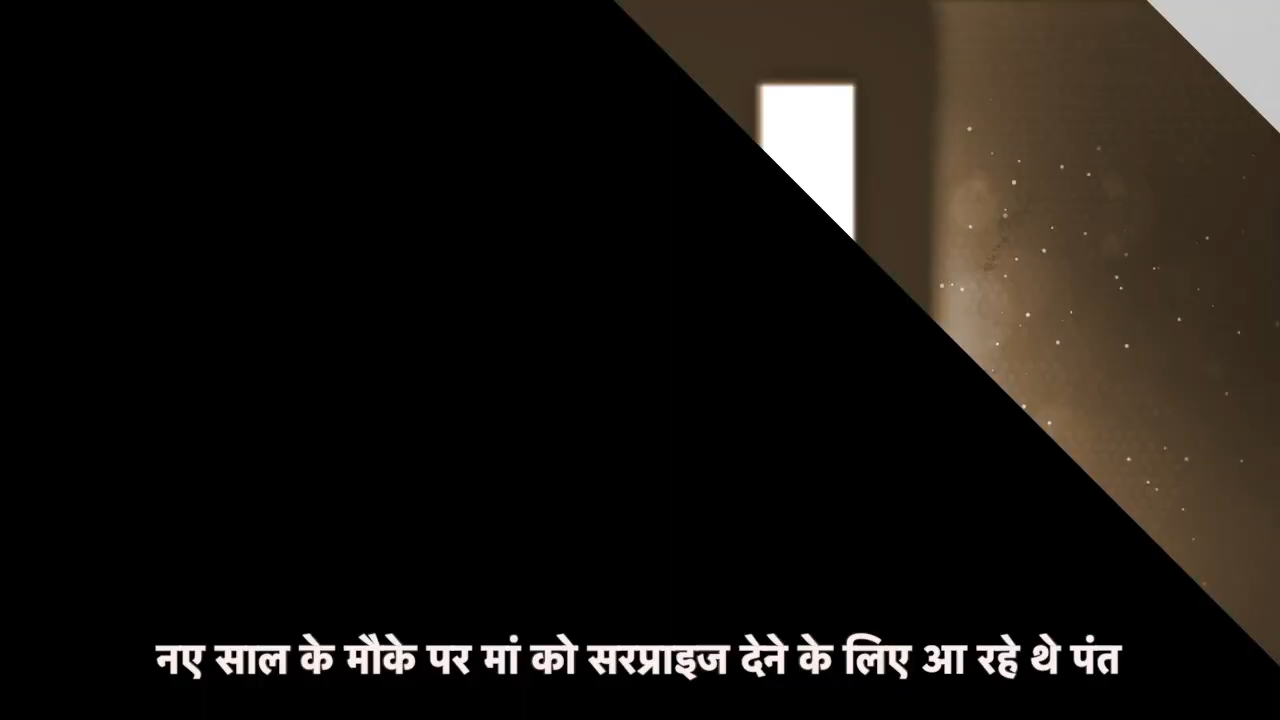 नए साल के मौके पर मां को सरप्राइज देने के लिए आ रहे थे पंत